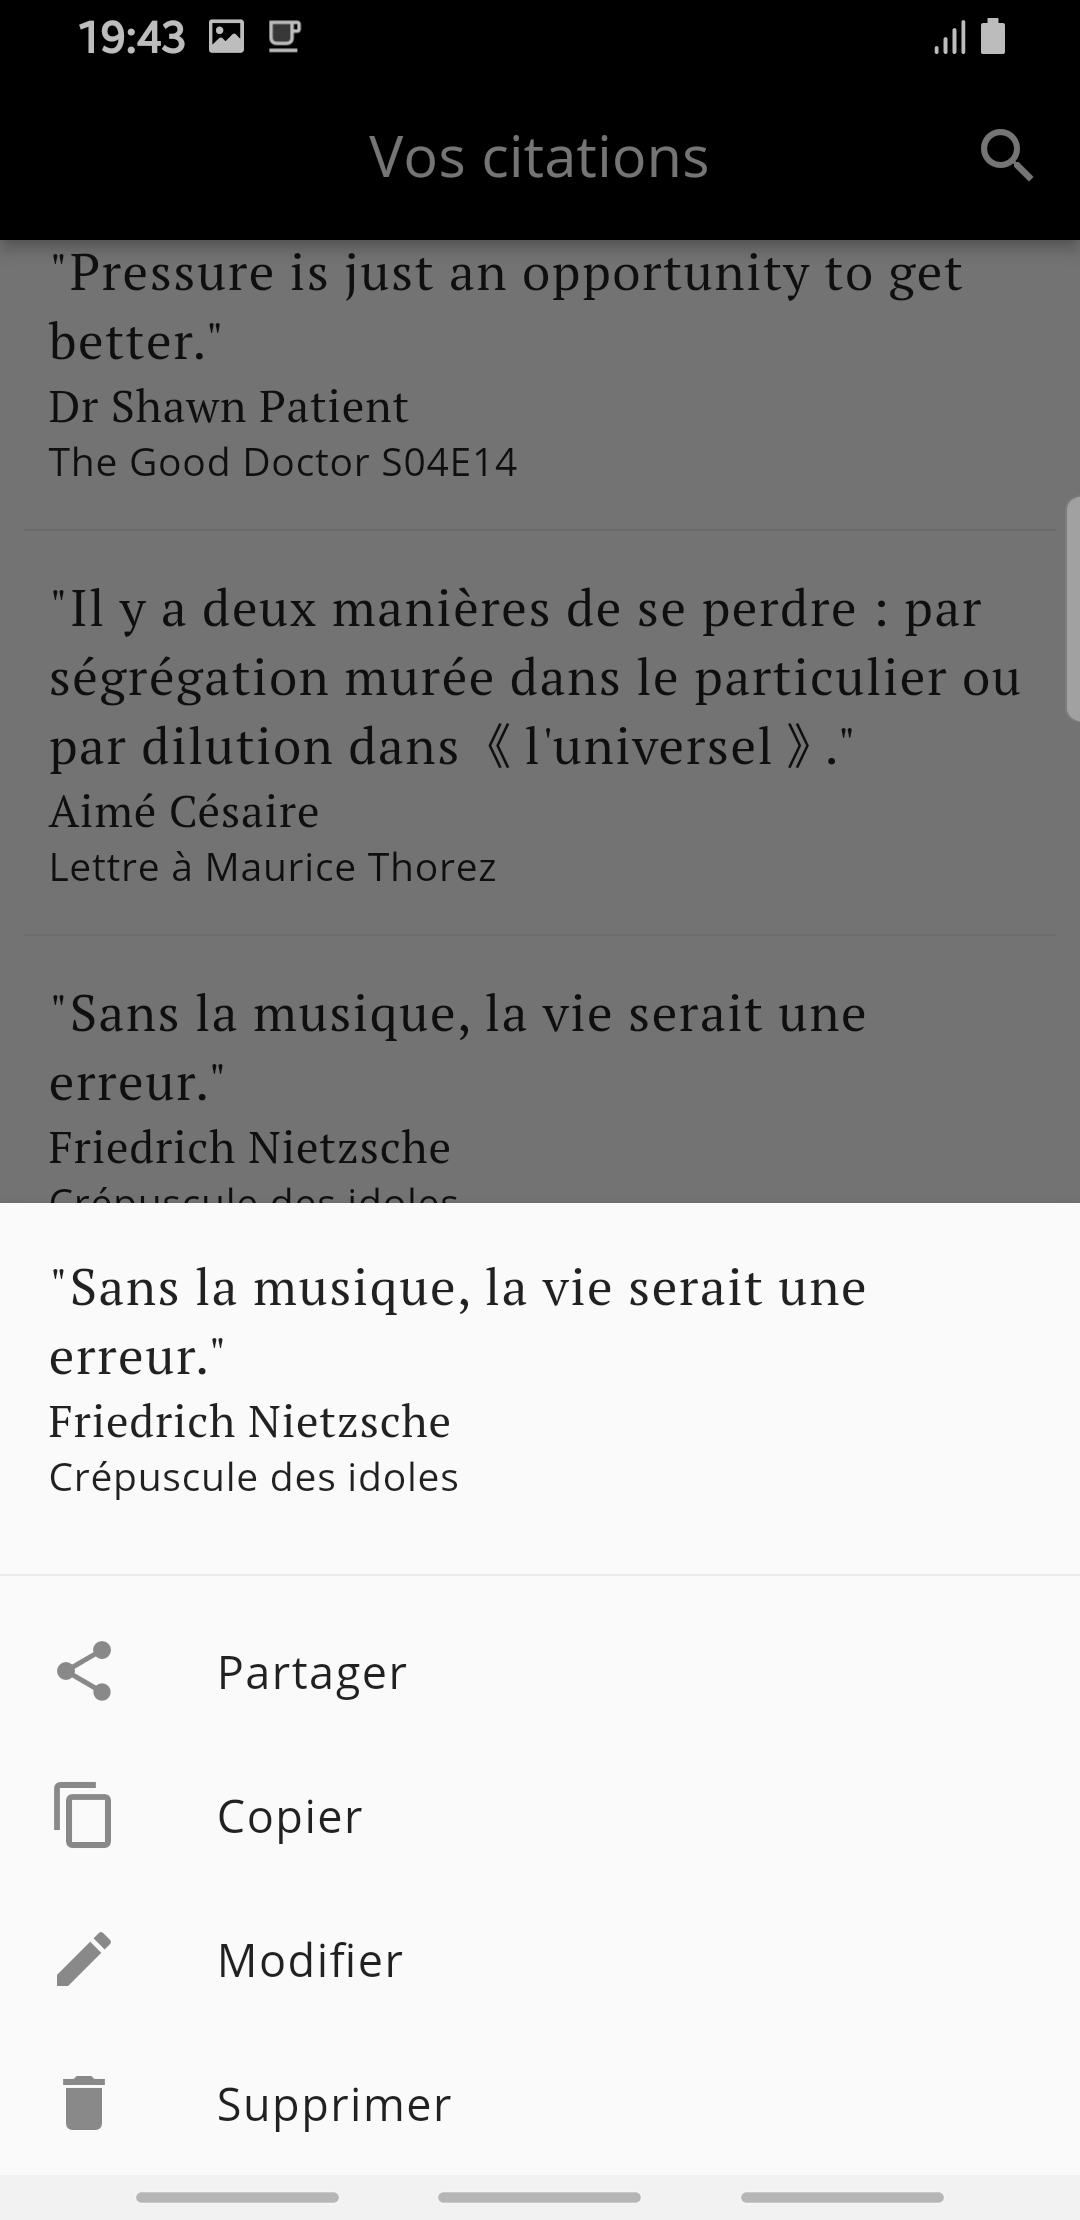 19:43
Vos citations
"Pressure is just an opportunity to get
better."
Dr Shawn Patient
The Good Doctor S04E14
"Il y a deux manières de se perdre : par
ségrégation murée dans le particulier ou
par dilution dans 《 l'universel 》."
Aimé Césaire
Lettre à Maurice Thorez
"Sans la musique, la vie serait une
erreur."
Friedrich Nietzsche
Crépuscule des idoles
"Sans la musique, la vie serait une
erreur."
Friedrich Nietzsche
Crépuscule des idoles
Partager
Copier
Modifier
Supprimer